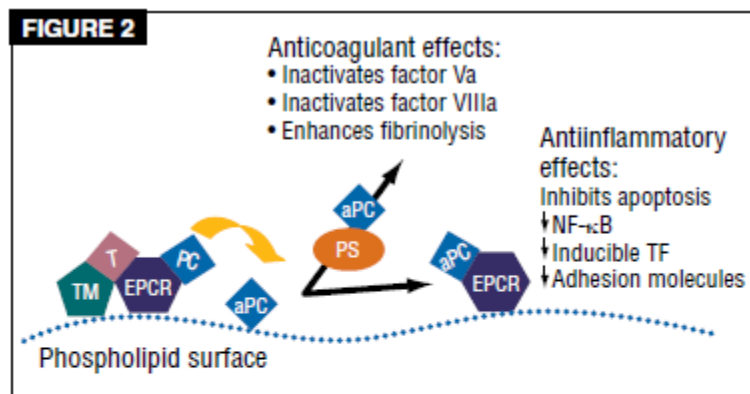 FIGURE 2
Anticoagulant effects:
• Inactivates factor Va
• Inactivates factor VIIIa
• Enhances fibrinolysis
Antiinflammatory
effects:
Inhibits apoptosis
↓NF-κB
↓Inducible TF
↓Adhesion molecules
aPC
PS
T
PC
TM
EPCR
aPC
aPC
EPCR
Phospholipid surface